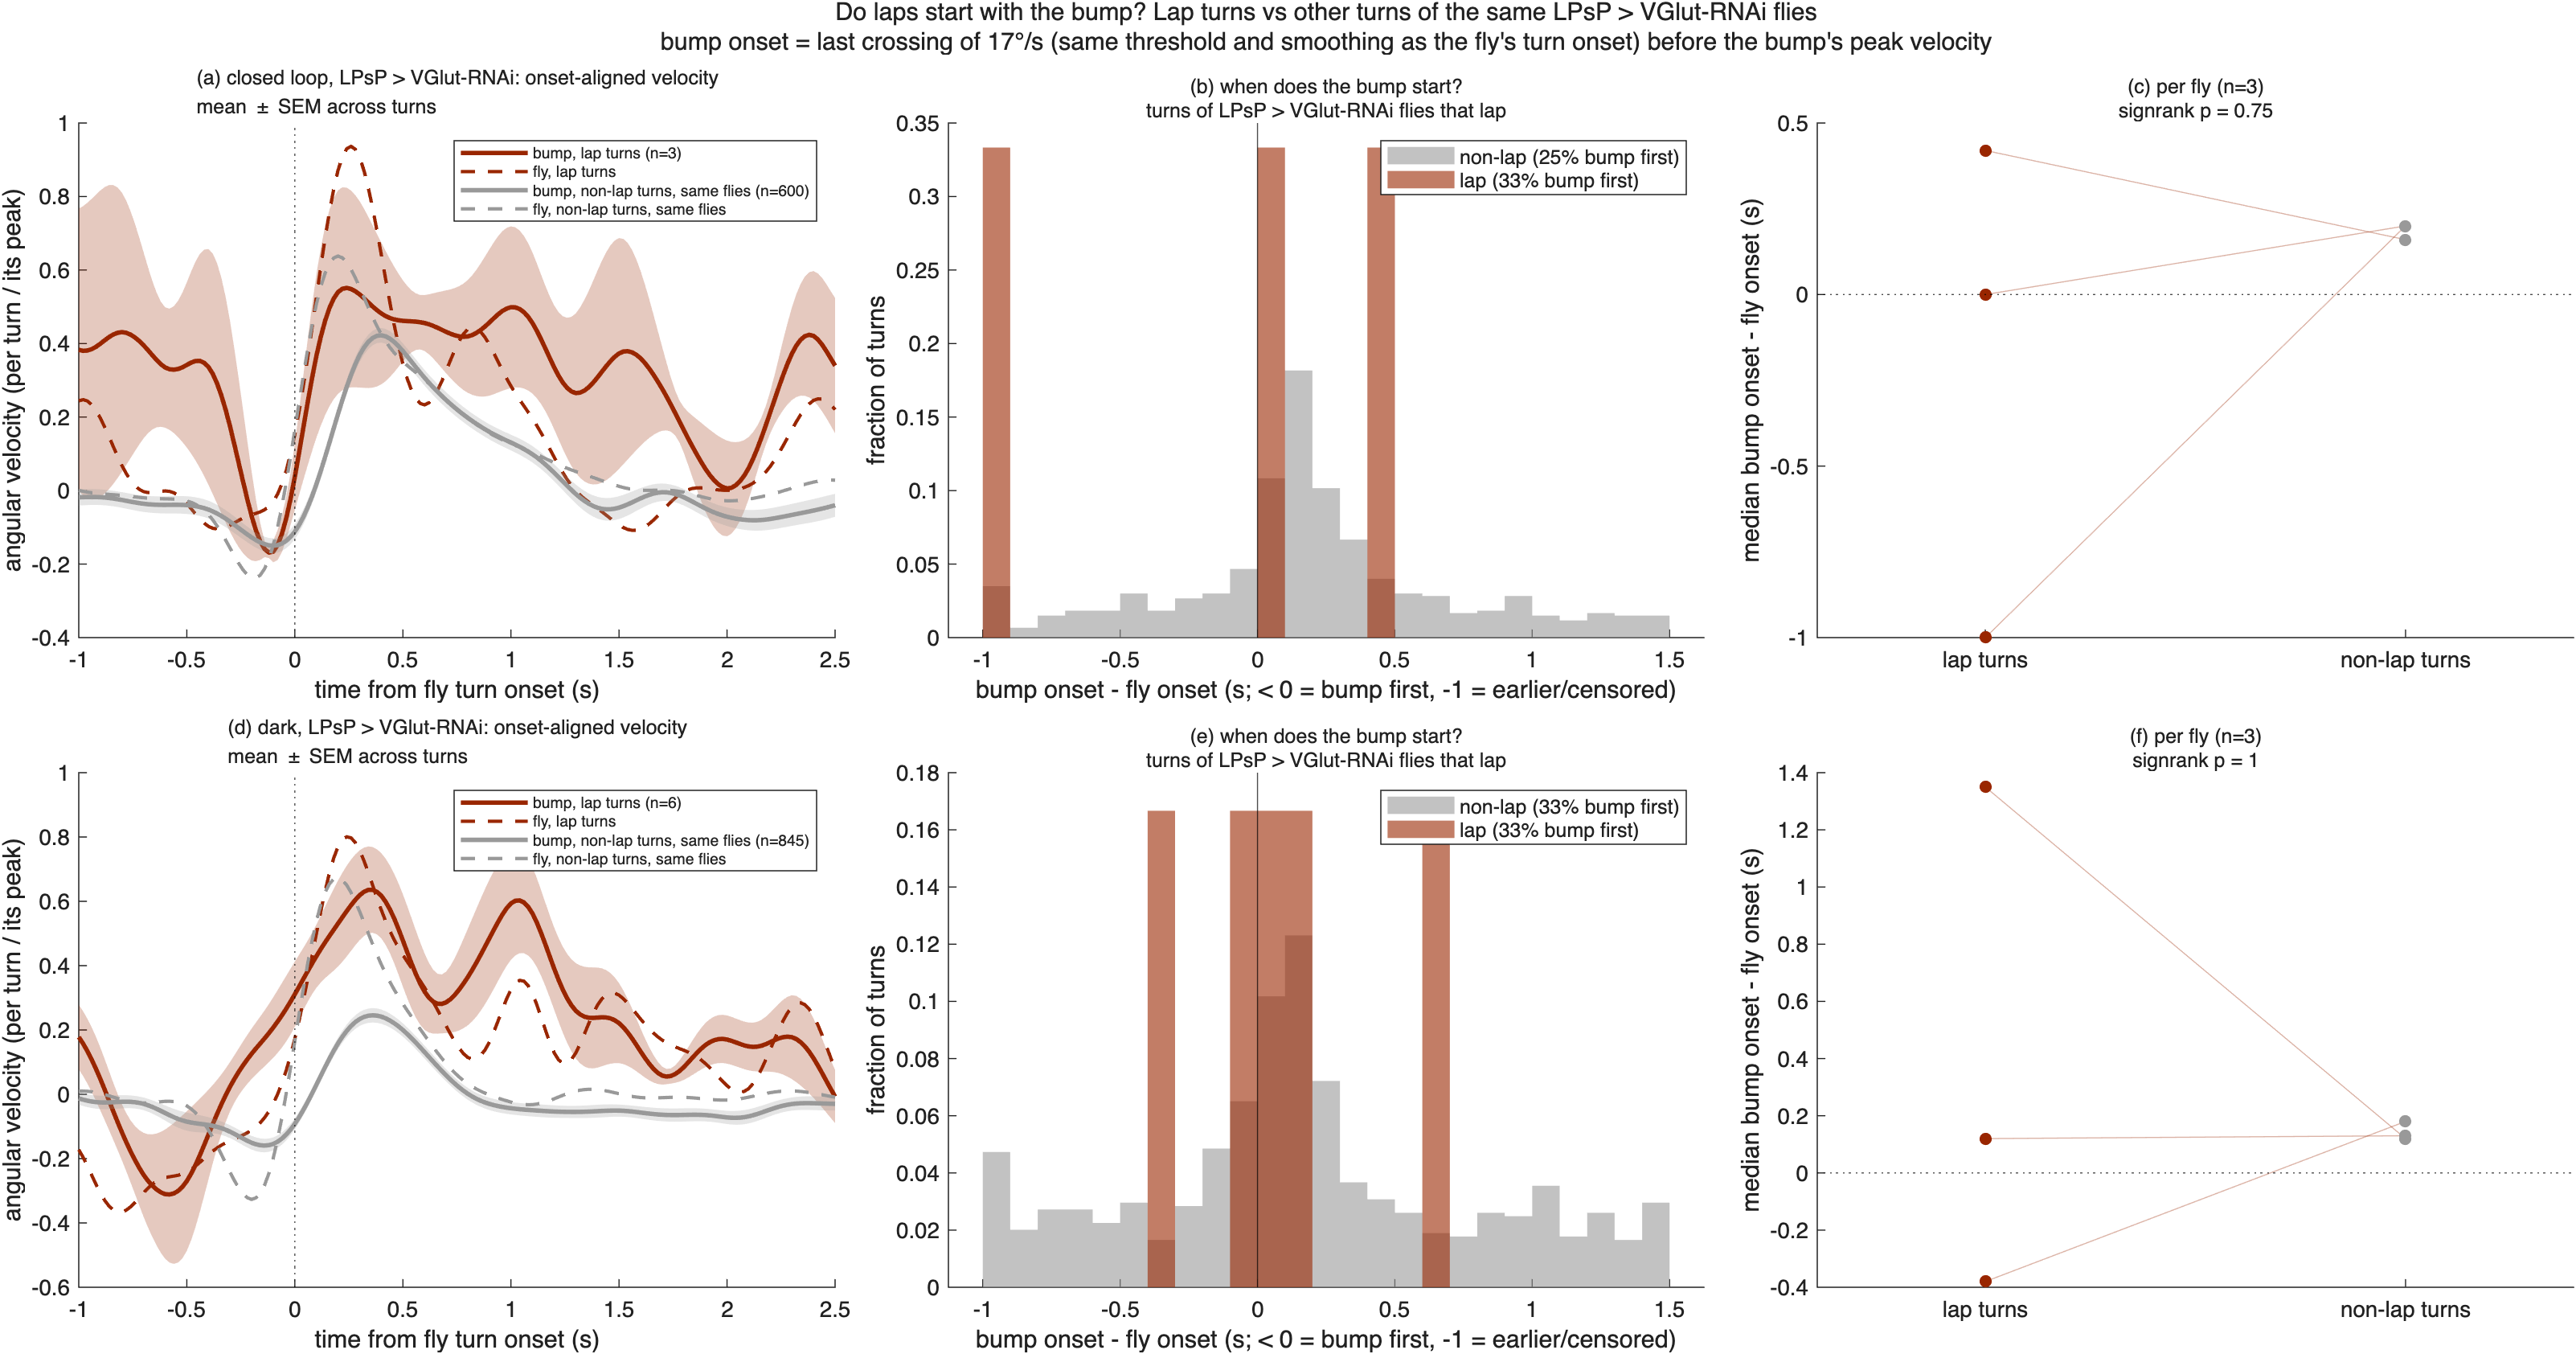 Do laps start with the bump? Lap turns vs other turns of the same LPsP > VGlut-RNAi flies
bump onset = last crossing of 17°/s (same threshold and smoothing as the fly's turn onset) before the bump's peak velocity
(a) closed loop, LPsP > VGlut-RNAi: onset-aligned velocity
mean ± SEM across turns
angular velocity (per turn / its peak)
1
0.8
0.6
0.4
0.2
0
-0.2
-0.4
bump, lap turns (n=3)
fly, lap turns
bump, non-lap turns, same flies (n=600)
fly, non-lap turns, same flies
-1 -0.5 0 0.5 1 1.5 2 2.5
time from fly turn onset (s)
(b) when does the bump start?
turns of LPsP > VGlut-RNAi flies that lap
fraction of turns
0.35
0.3
0.25
0.2
0.15
0.1
0.05
0
non-lap (25% bump first)
lap (33% bump first)
-1 -0.5 0 0.5 1 1.5
bump onset - fly onset (s; < 0 = bump first, -1 = earlier/censored)
(c) per fly (n=3)
signrank p = 0.75
median bump onset - fly onset (s)
0.5
0
-0.5
-1
lap turns non-lap turns
(d) dark, LPsP > VGlut-RNAi: onset-aligned velocity
mean ± SEM across turns
angular velocity (per turn / its peak)
1
0.8
0.6
0.4
0.2
0
-0.2
-0.4
-0.6
bump, lap turns (n=6)
fly, lap turns
bump, non-lap turns, same flies (n=845)
fly, non-lap turns, same flies
-1 -0.5 0 0.5 1 1.5 2 2.5
time from fly turn onset (s)
(e) when does the bump start?
turns of LPsP > VGlut-RNAi flies that lap
fraction of turns
0.18
0.16
0.14
0.12
0.1
0.08
0.06
0.04
0.02
0
non-lap (33% bump first)
lap (33% bump first)
-1 -0.5 0 0.5 1 1.5
bump onset - fly onset (s; < 0 = bump first, -1 = earlier/censored)
(f) per fly (n=3)
signrank p = 1
median bump onset - fly onset (s)
1.4
1.2
1
0.8
0.6
0.4
0.2
0
-0.2
-0.4
lap turns non-lap turns